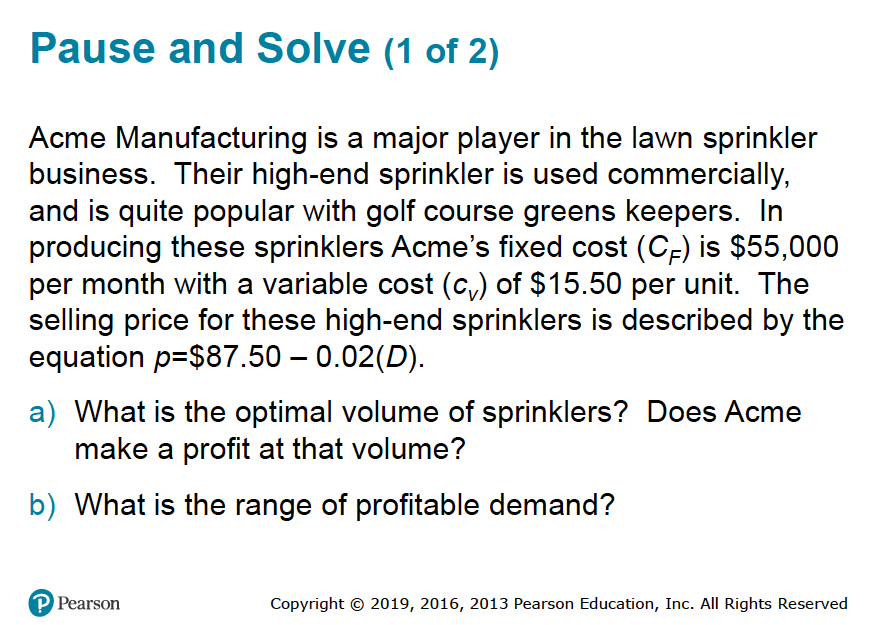 Pause and Solve (1 of 2)
Acme Manufacturing is a major player in the lawn sprinkler
business.  Their high-end sprinkler is used commercially,
and is quite popular with golf course greens keepers.  In
producing these sprinklers Acme’s fixed cost (C_F) is $55,000
per month with a variable cost (c_v) of $15.50 per unit.  The
selling price for these high-end sprinklers is described by the
equation p=$87.50 – 0.02(D).
a) What is the optimal volume of sprinklers?  Does Acme
make a profit at that volume?
b) What is the range of profitable demand?
P Pearson
Copyright © 2019, 2016, 2013 Pearson Education, Inc. All Rights Reserved